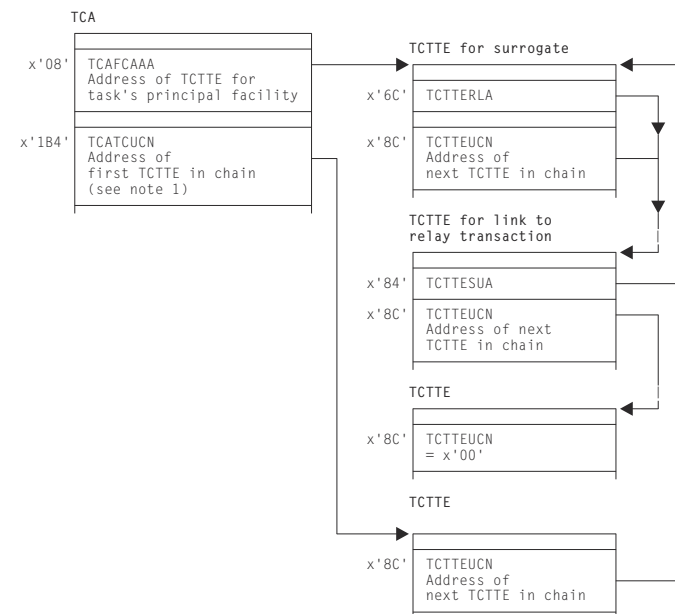 TCA
x'08'
TCAFCAAA
Address of TCTTE for
task's principal facility
x'1B4'
TCATCUCN
Address of
first TCTTE in chain
(see note 1)
TCTTE for surrogate
x'6C'
TCTTERLA
x'8C'
TCTTEUCN
Address of
next TCTTE in chain
TCTTE for link to
relay transaction
x'84'
TCTTESUA
x'8C'
TCTTEUCN
Address of next
TCTTE in chain
TCTTE
x'8C'
TCTTEUCN
= x'00'
TCTTE
x'8C'
TCTTEUCN
Address of
next TCTTE in chain